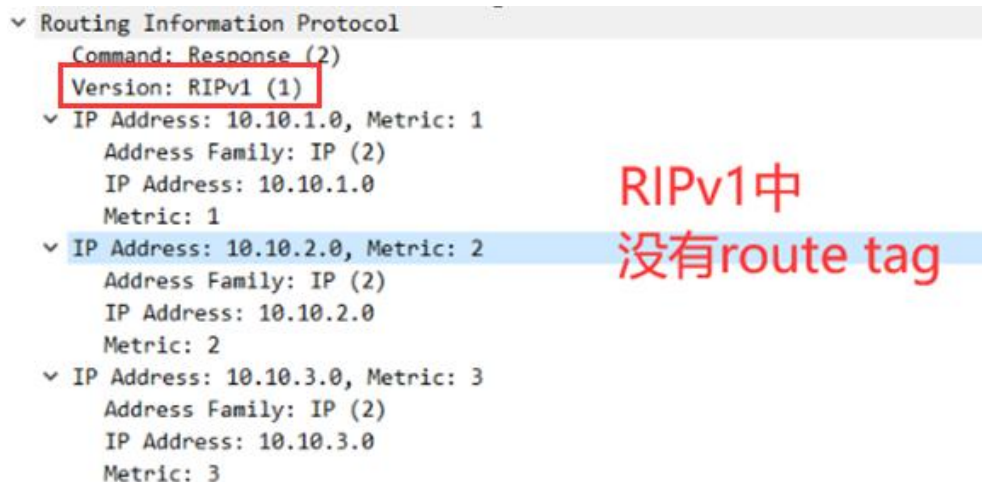 Routing Information Protocol
Command: Response (2)
Version: RIPv1 (1)
IP Address: 10.10.1.0, Metric: 1
Address Family: IP (2)
IP Address: 10.10.1.0
Metric: 1
IP Address: 10.10.2.0, Metric: 2
Address Family: IP (2)
IP Address: 10.10.2.0
Metric: 2
IP Address: 10.10.3.0, Metric: 3
Address Family: IP (2)
IP Address: 10.10.3.0
Metric: 3
RIPv1中
没有route tag